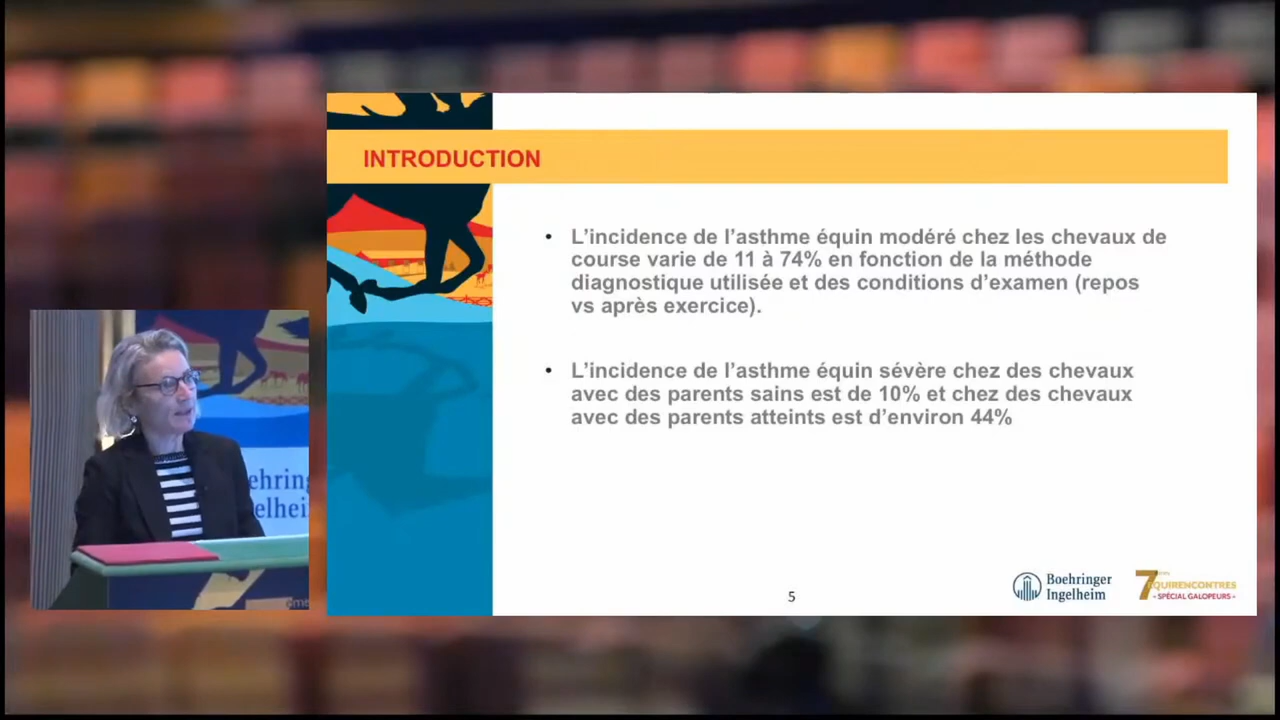 INTRODUCTION
• L’incidence de l’asthme équin modéré chez les chevaux de
course varie de 11 à 74% en fonction de la méthode
diagnostique utilisée et des conditions d’examen (repos
vs après exercice).
• L’incidence de l’asthme équin sévère chez des chevaux
avec des parents sains est de 10% et chez des chevaux
avec des parents atteints est d’environ 44%
ehring
gelhei
5
Boehringer
Ingelheim
7
EQUIRENCONTRES
• SPÉCIAL GALOPEURS •